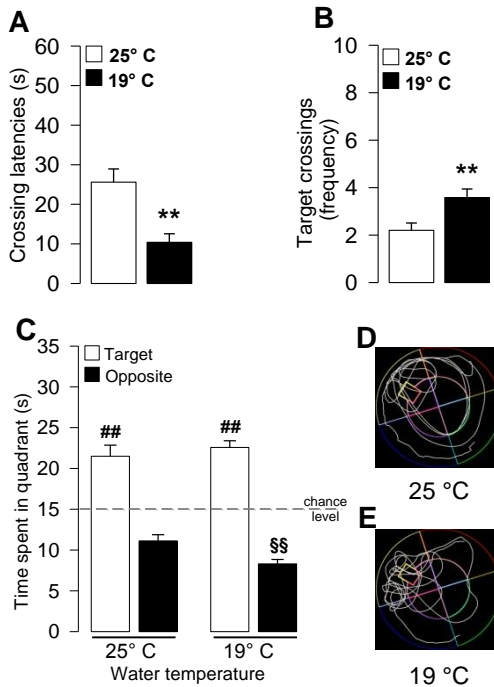 A
60
50
40
30
20
10
0
Crossing latencies (s)
25° C
19° C
**
B
10
8
6
4
2
0
Target crossings
(frequency)
25° C
19° C
**
C
35
30
25
20
15
10
5
0
Time spent in quadrant (s)
Target
Opposite
##
##
§§
chance
level
25° C
19° C
Water temperature
D
25 °C
E
19 °C